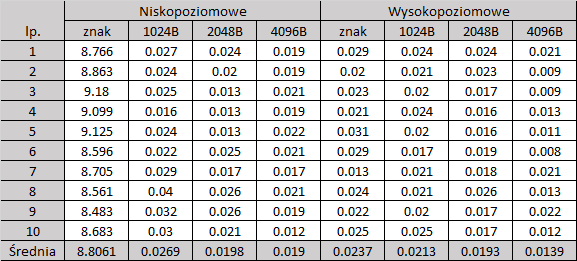 Niskopoziomowe Wysokopoziomowe
lp. znak 1024B 2048B 4096B znak 1024B 2048B 4096B
1 8.766 0.027 0.024 0.019 0.029 0.024 0.024 0.021
2 8.863 0.024 0.02 0.019 0.02 0.021 0.023 0.009
3 9.18 0.025 0.013 0.021 0.023 0.02 0.017 0.009
4 9.099 0.016 0.013 0.019 0.021 0.024 0.016 0.013
5 9.125 0.024 0.013 0.022 0.031 0.02 0.016 0.011
6 8.596 0.022 0.025 0.021 0.029 0.017 0.019 0.008
7 8.705 0.029 0.017 0.017 0.013 0.021 0.018 0.021
8 8.561 0.04 0.026 0.021 0.024 0.021 0.026 0.013
9 8.483 0.032 0.026 0.019 0.022 0.02 0.017 0.022
10 8.683 0.03 0.021 0.012 0.025 0.025 0.017 0.012
Średnia 8.8061 0.0269 0.0198 0.019 0.0237 0.0213 0.0193 0.0139